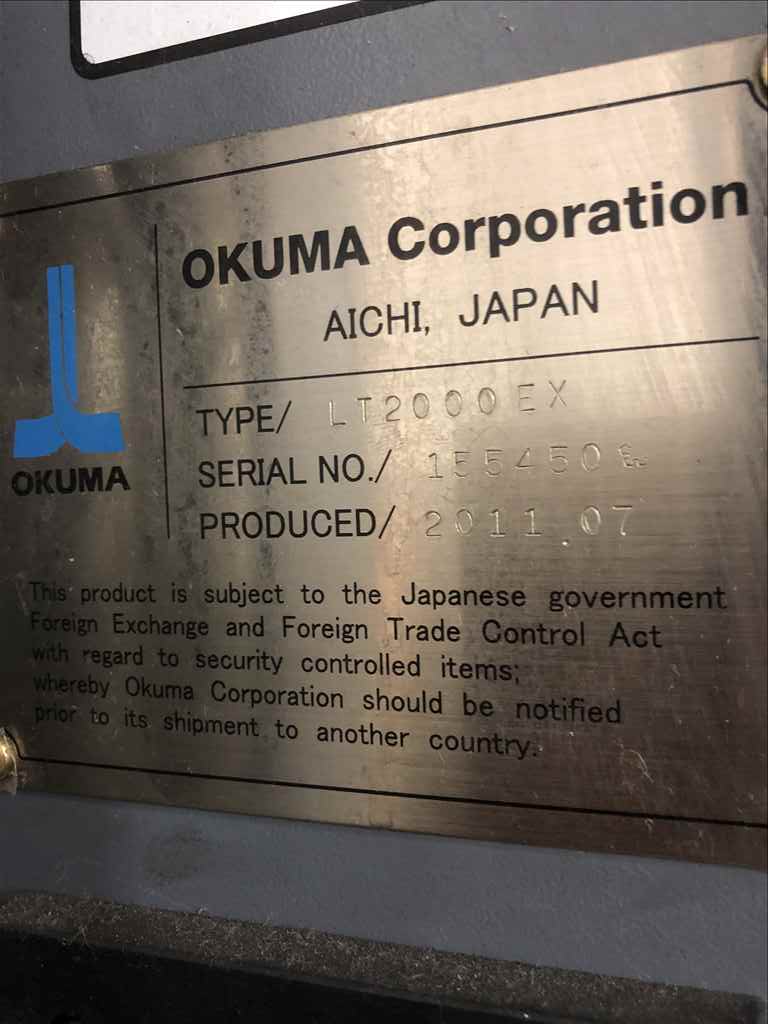 OKUMA Corporation
AICHI, JAPAN
OKUMA
TYPE/ LT2000EX
SERIAL NO./ 155450
PRODUCED/ 2011.07
This product is subject to the Japanese government
Foreign Exchange and Foreign Trade Control Act
with regard to security controlled items;
whereby Okuma Corporation should be notified
prior to its shipment to another country.